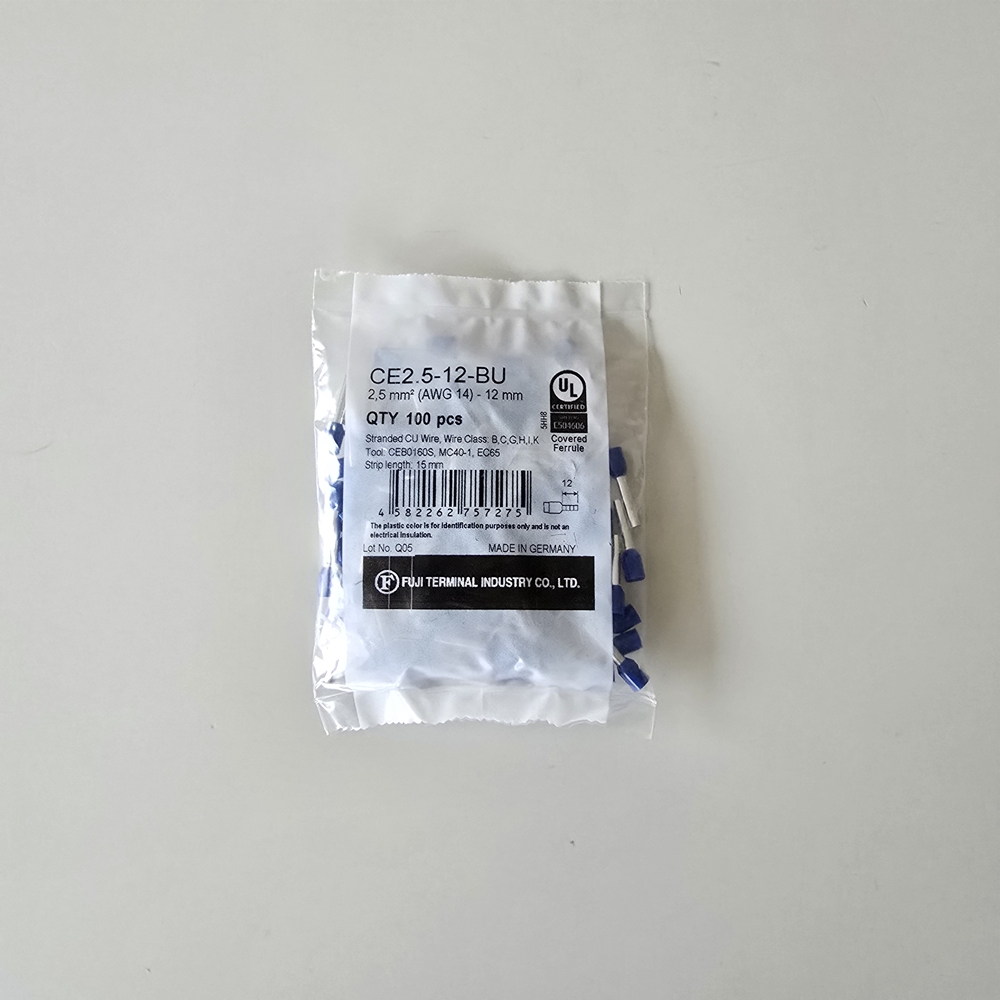 CE2.5-12-BU
2,5 mm² (AWG 14) - 12 mm
QTY 100 pcs
Stranded CU Wire, Wire Class: B,C,G,H,I,K
Tool: CEB0160S, MC40-1, EC65
Strip length: 15 mm
UL
CERTIFIED
E504606
5HH8
Covered
Ferrule
12
4 582262 757275
The plastic color is for identification purposes only and is not an
electrical insulation.
Lot No. Q05 MADE IN GERMANY
F FUJI TERMINAL INDUSTRY CO., LTD.